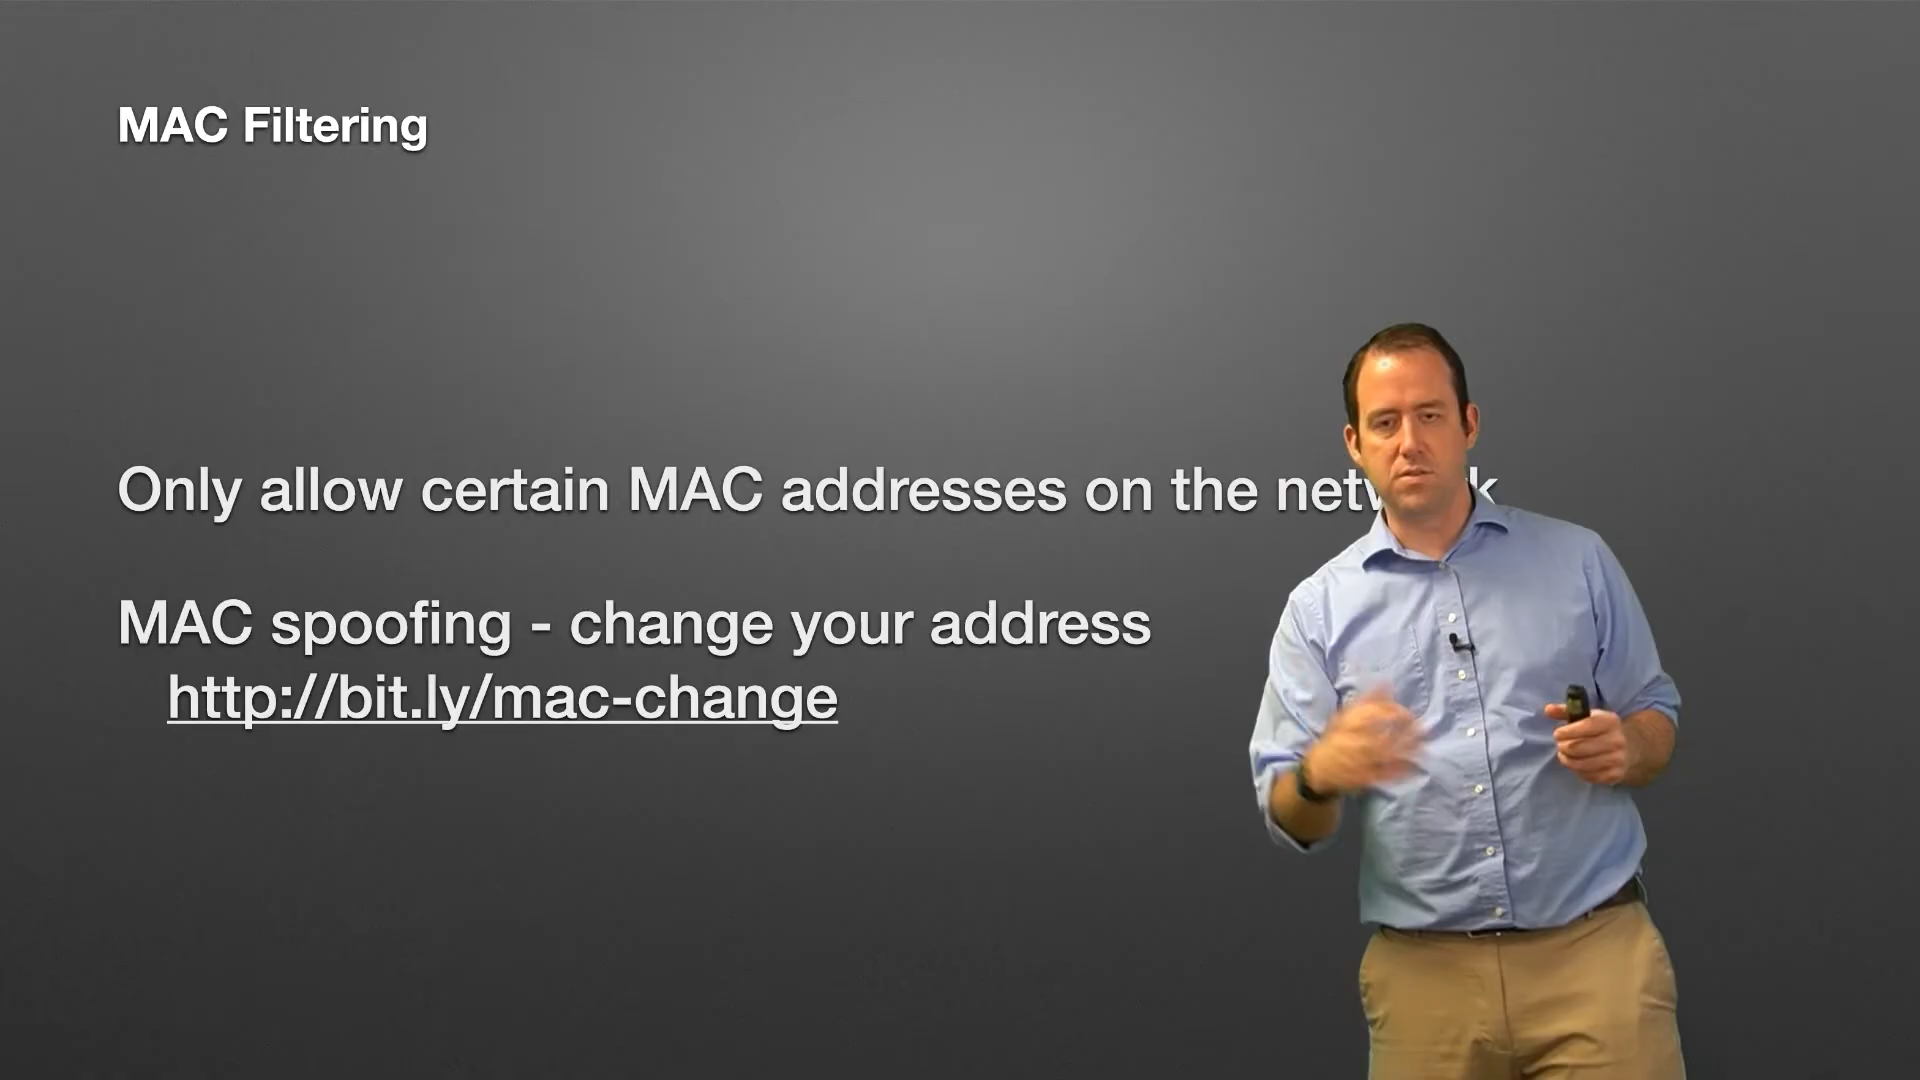 MAC Filtering
Only allow certain MAC addresses on the
MAC spoofing - change your address
http://bit.ly/mac-change